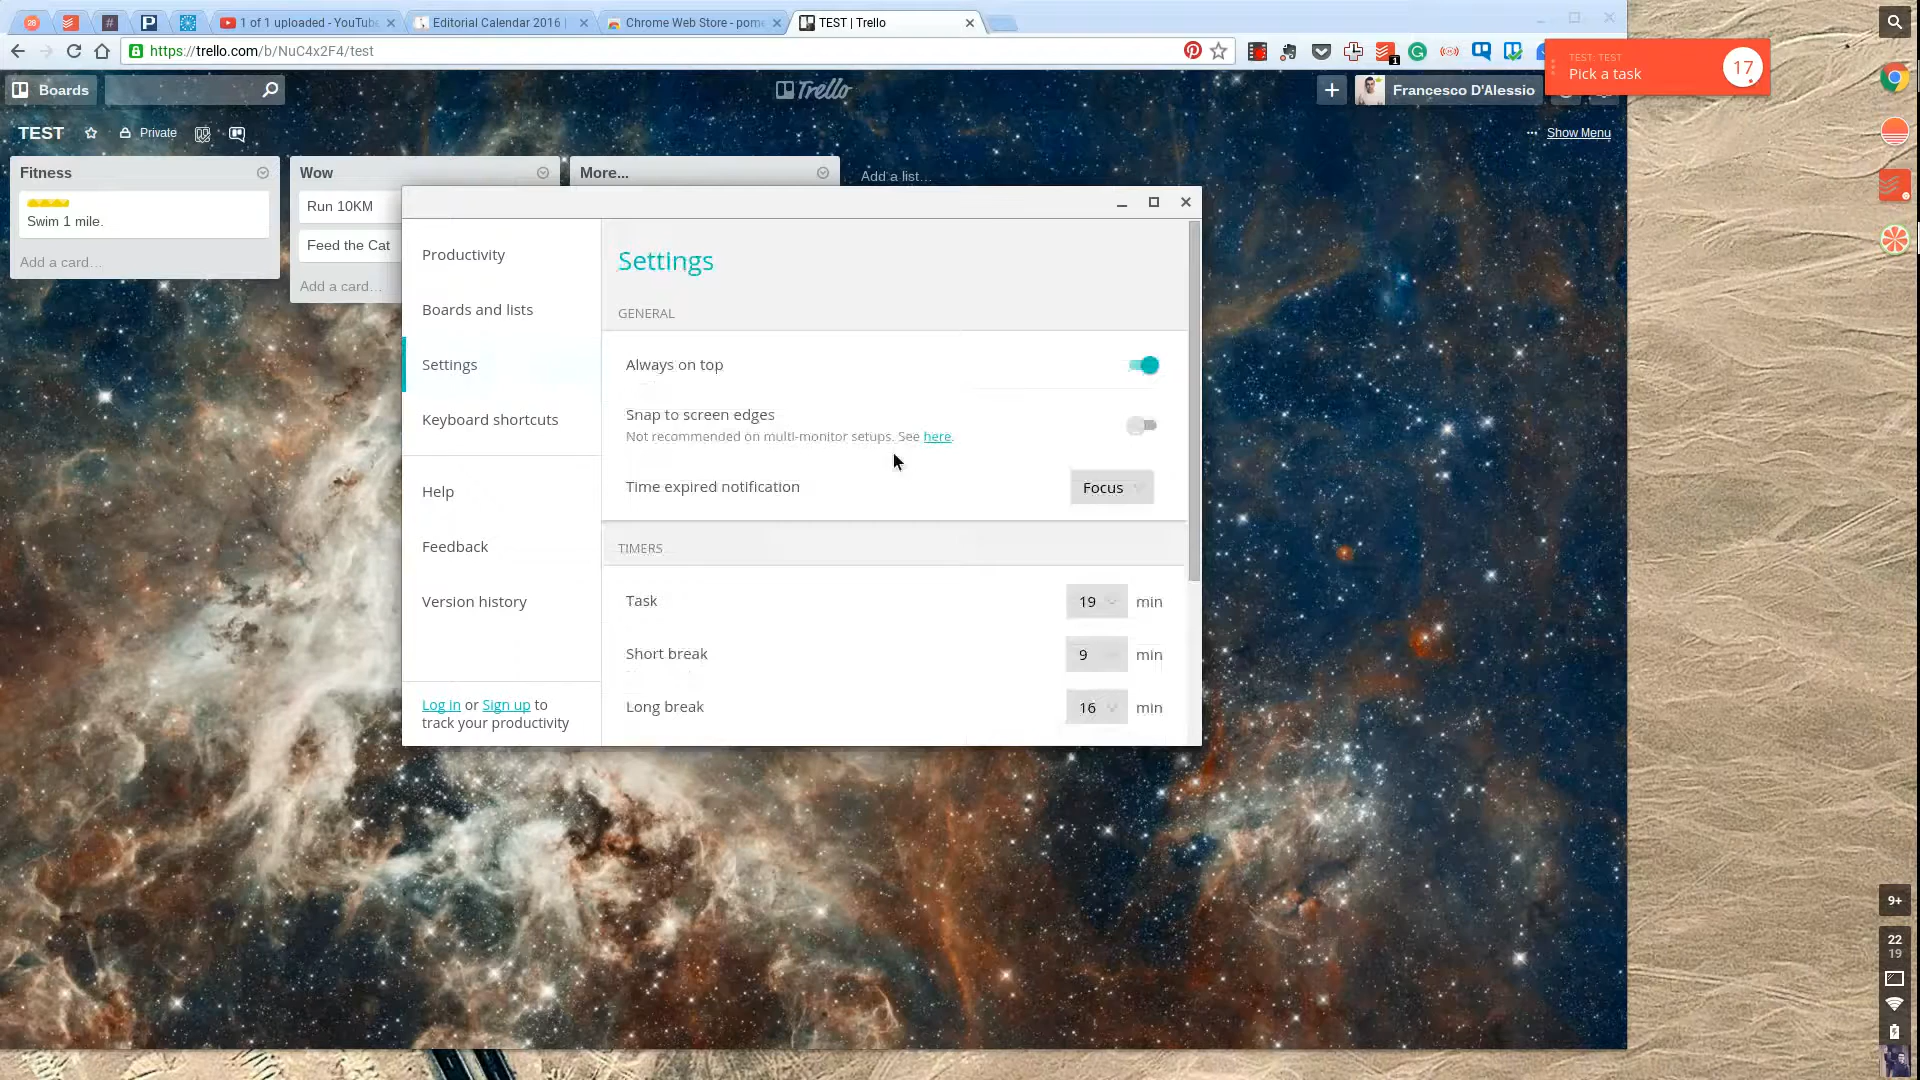 28
1 of 1 uploaded - YouTube
Editorial Calendar 2016 |
Chrome Web Store - pome
TEST | Trello
https://trello.com/b/NuC4x2F4/test
1
TEST: TEST
Pick a task
17
Boards
Trello
Francesco D'Alessio
TEST
Private
... Show Menu
Fitness
Wow
More...
Add a list...
Swim 1 mile.
Add a card...
Run 10KM
Feed the Cat
Add a card...
Productivity
Boards and lists
Settings
Keyboard shortcuts
Help
Feedback
Version history
Log in or Sign up to
track your productivity
Settings
GENERAL
Always on top
Snap to screen edges
Not recommended on multi-monitor setups. See here.
Time expired notification
Focus
TIMERS
Task
19 min
Short break
9 min
Long break
16 min
9+
22
19